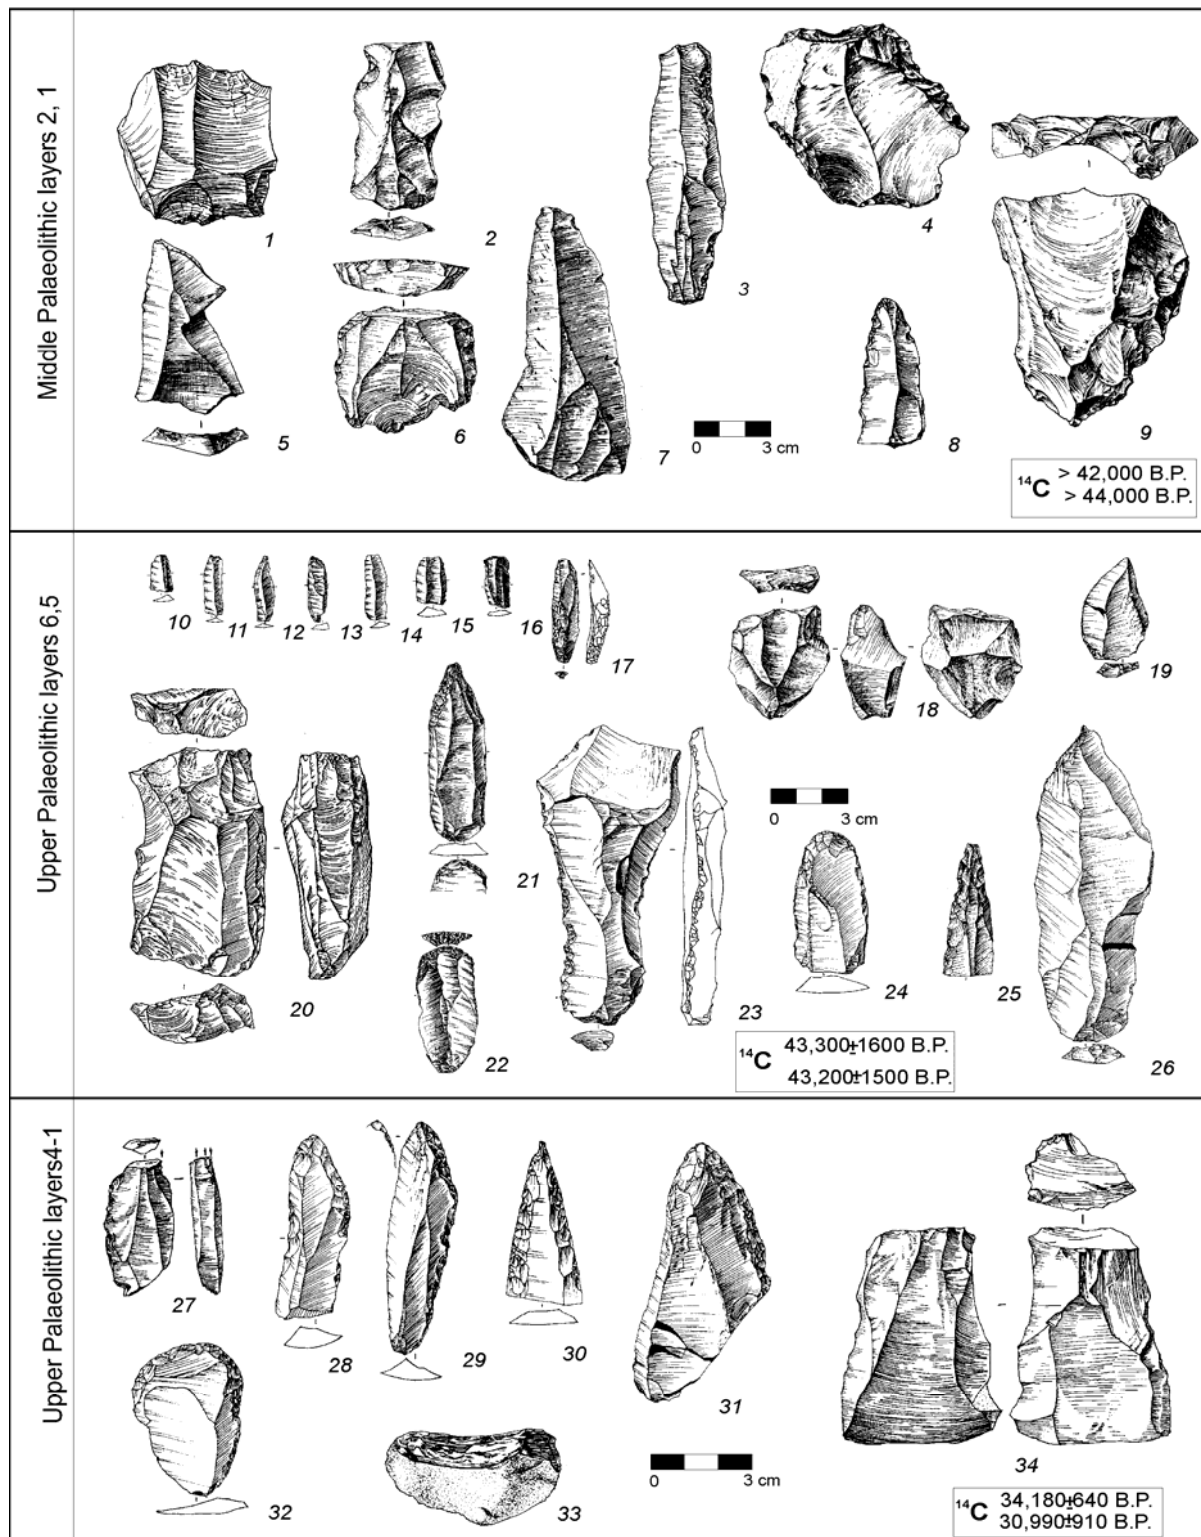 Middle Palaeolithic layers 2, 1
1
2
3
4
5
6
7
8
9
0 3 cm
14C > 42,000 B.P.
> 44,000 B.P.
Upper Palaeolithic layers 6,5
10
11
12
13
14
15
16
17
18
19
20
21
22
23
24
25
26
0 3 cm
14C 43,300±1600 B.P.
43,200±1500 B.P.
Upper Palaeolithic layers4-1
27
28
29
30
31
32
33
34
0 3 cm
14C 34,180±640 B.P.
30,990±910 B.P.